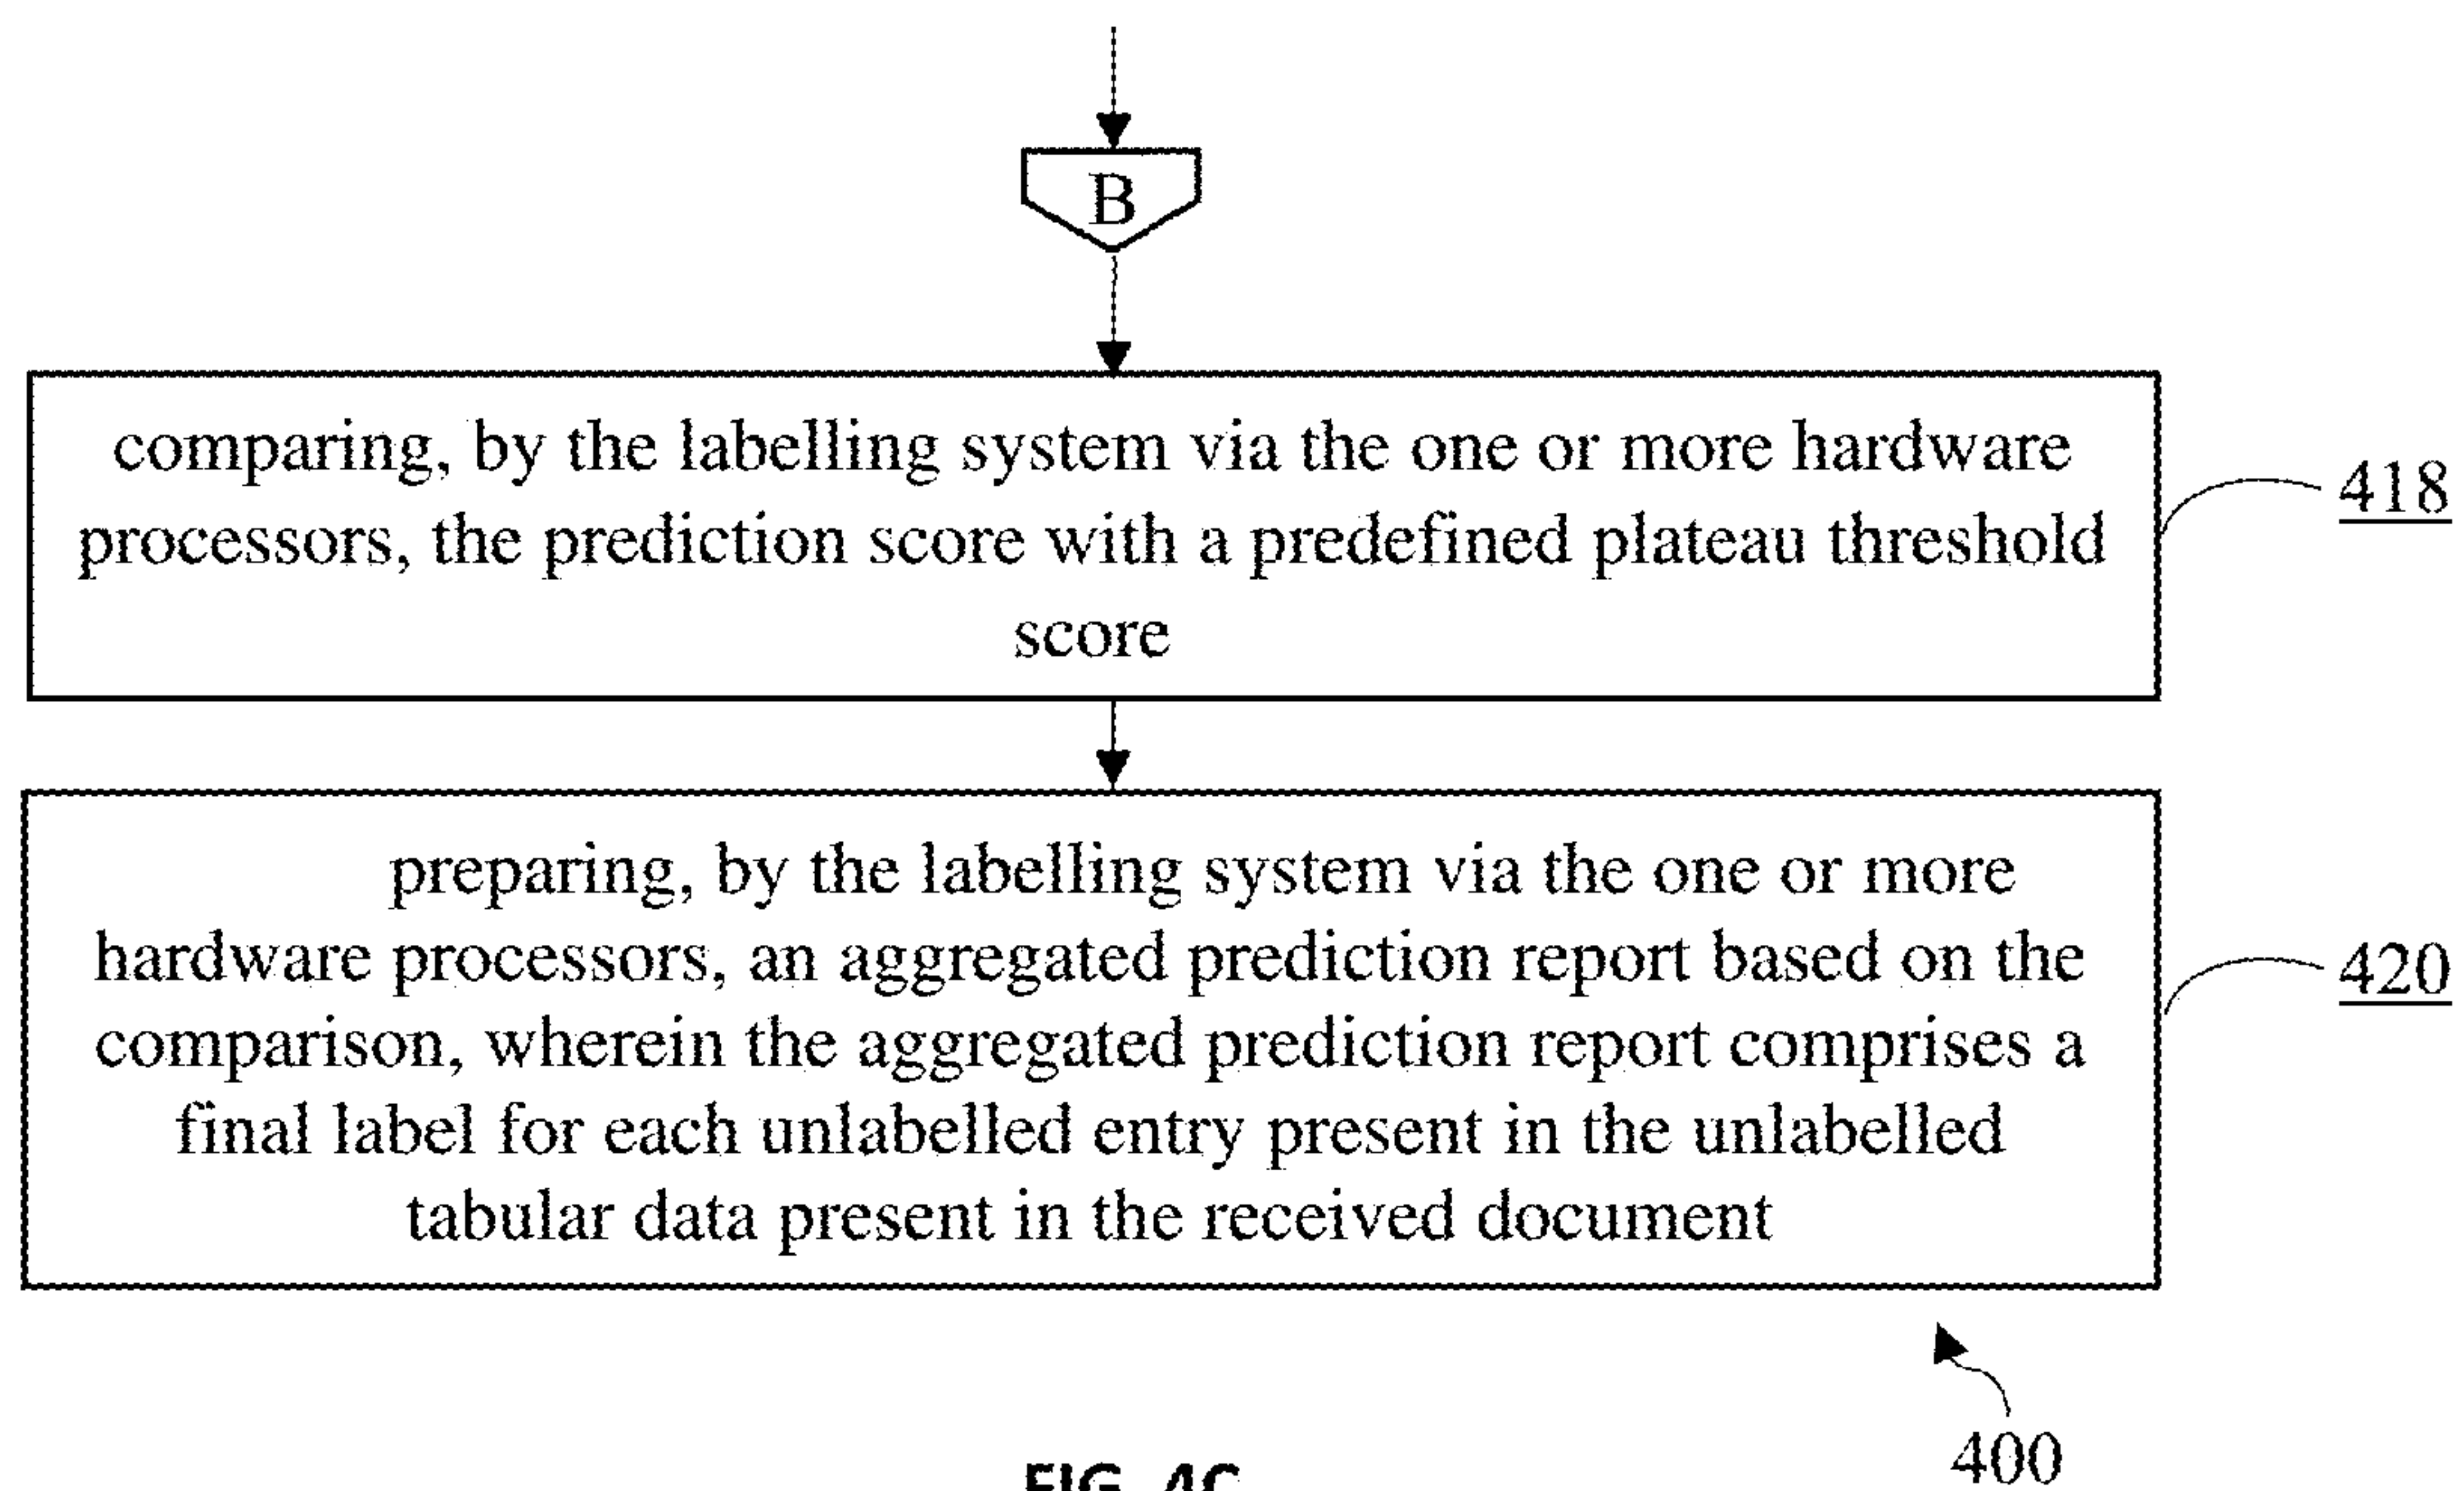 B
comparing, by the labelling system via the one or more hardware
processors, the prediction score with a predefined plateau threshold
score
418
preparing, by the labelling system via the one or more
hardware processors, an aggregated prediction report based on the
comparison, wherein the aggregated prediction report comprises a
final label for each unlabelled entry present in the unlabelled
tabular data present in the received document
420
400
FIG. 4C